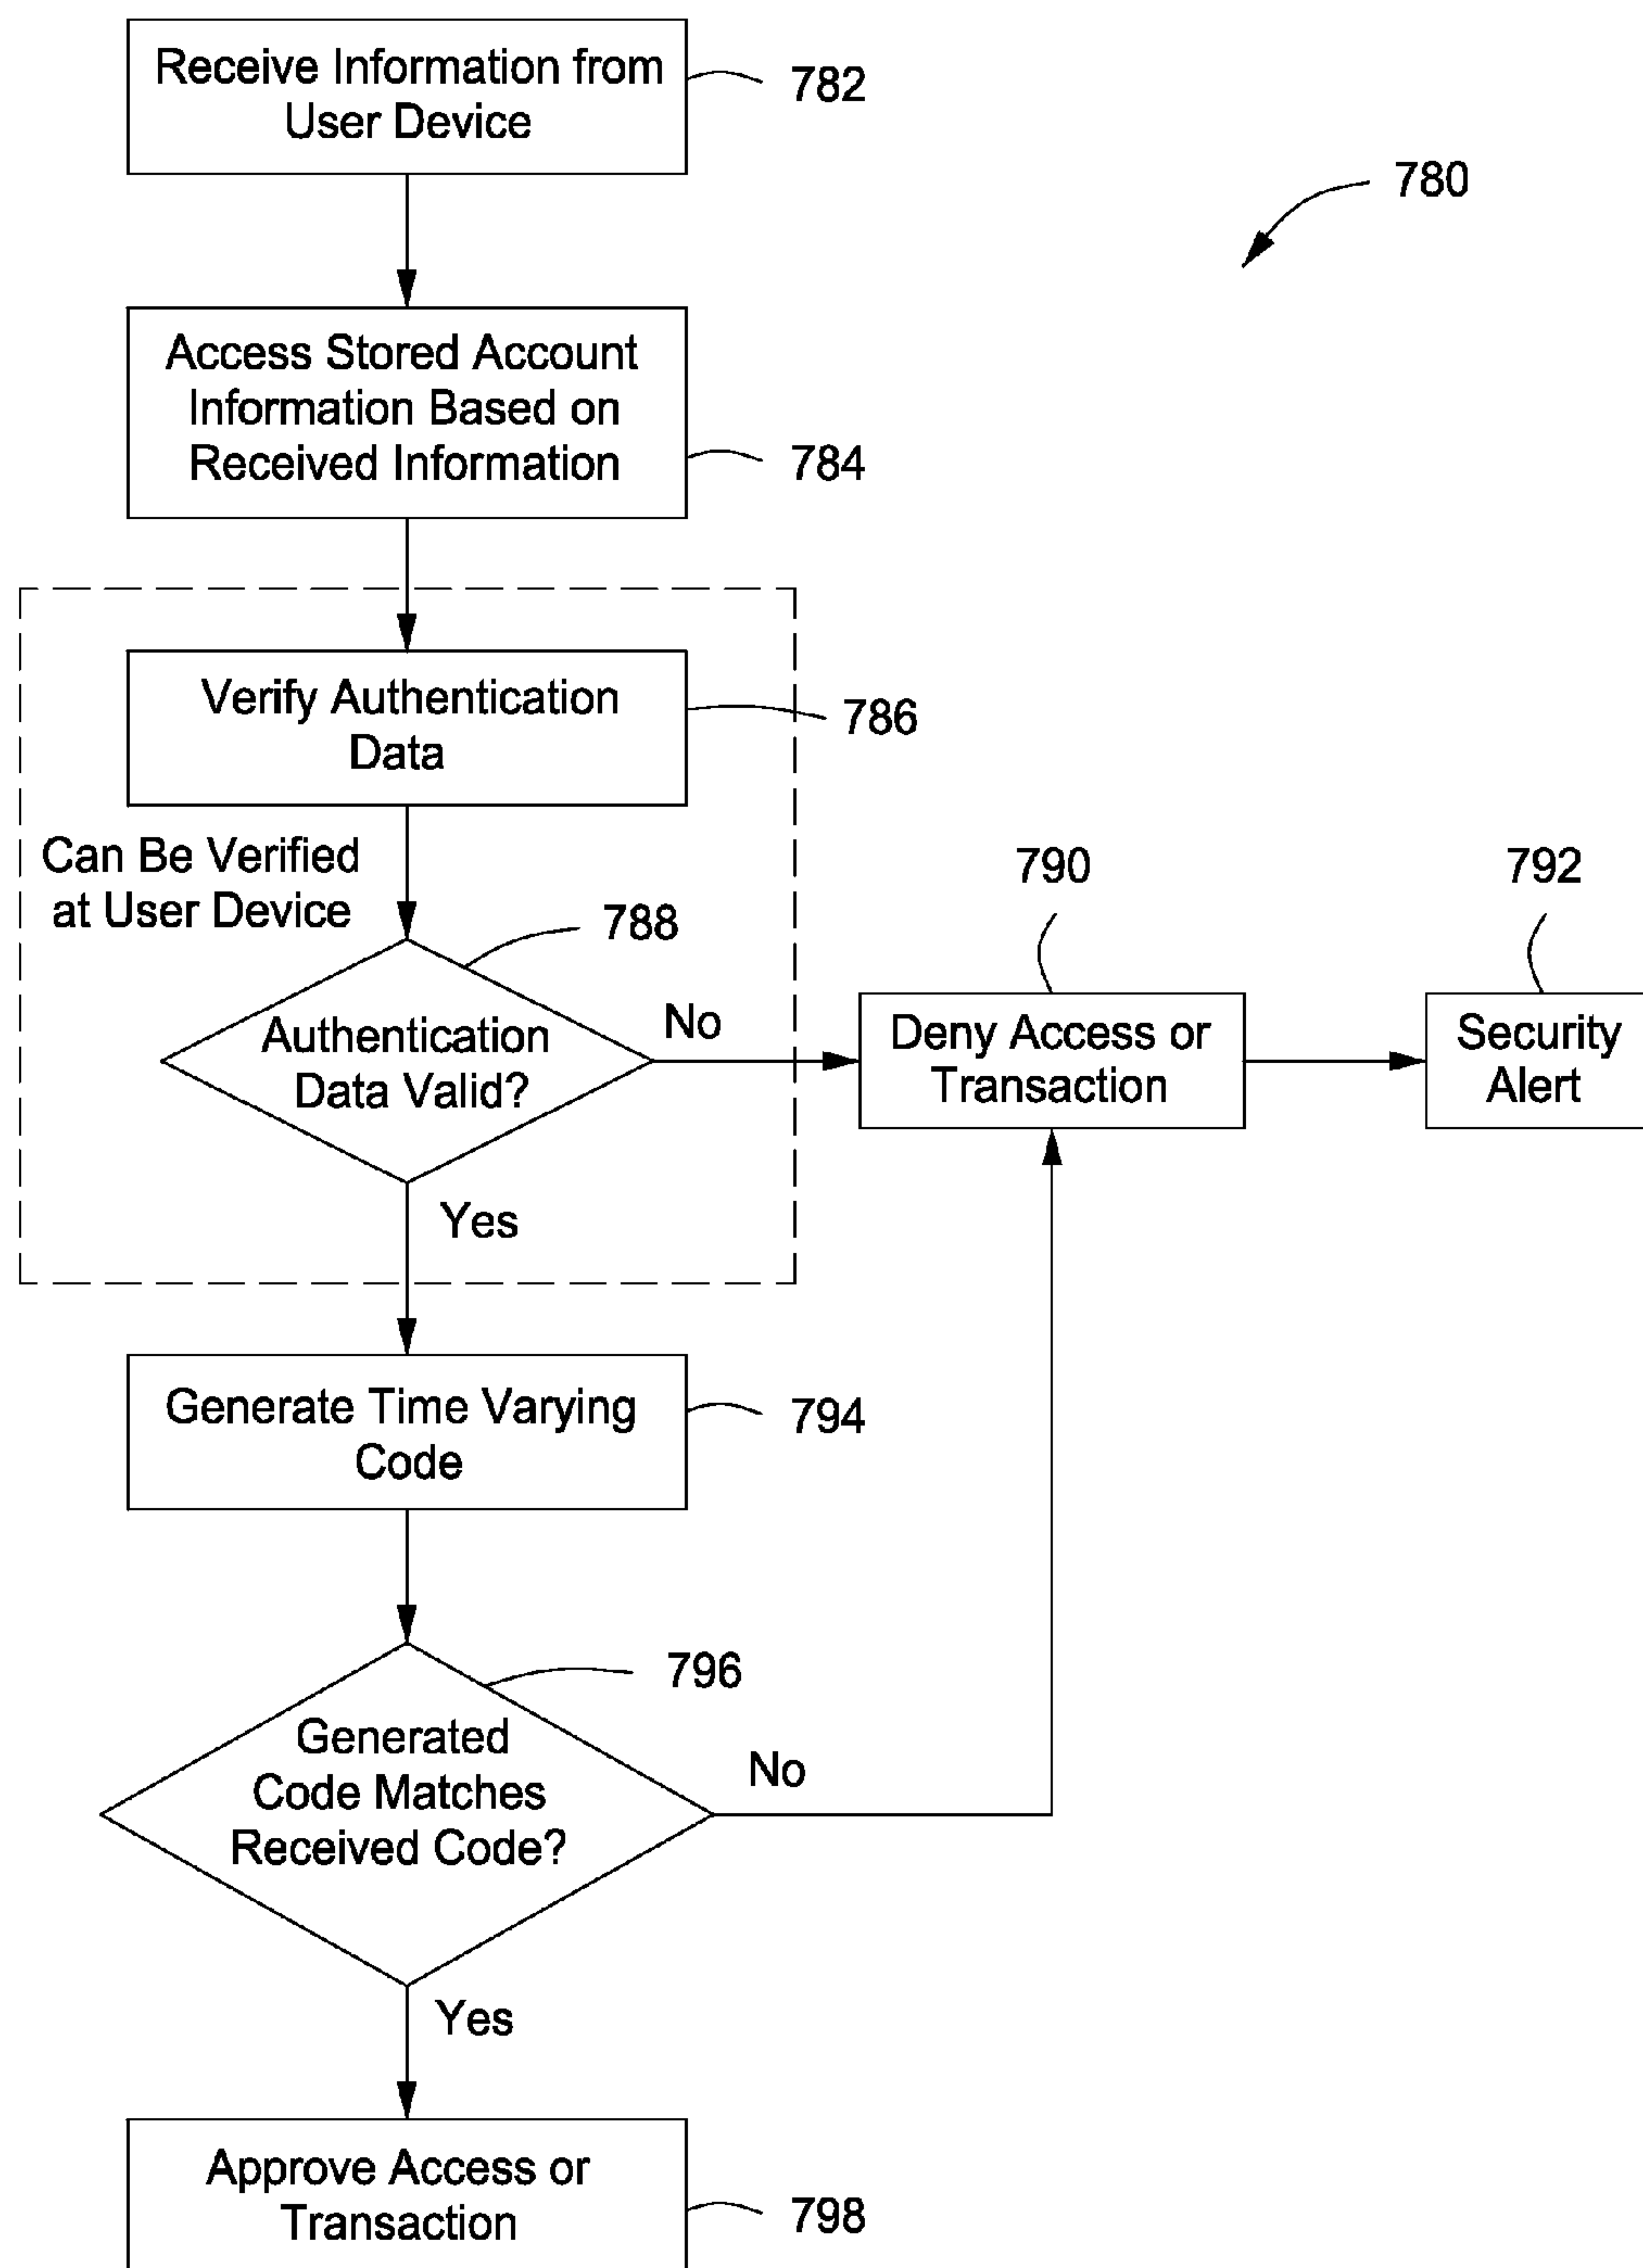 Receive Information from
User Device
782
780
Access Stored Account
Information Based on
Received Information
784
Verify Authentication
Data
786
Can Be Verified
at User Device
788
Authentication
Data Valid?
No
Yes
790
Deny Access or
Transaction
792
Security
Alert
Generate Time Varying
Code
794
796
Generated
Code Matches
Received Code?
No
Yes
Approve Access or
Transaction
798